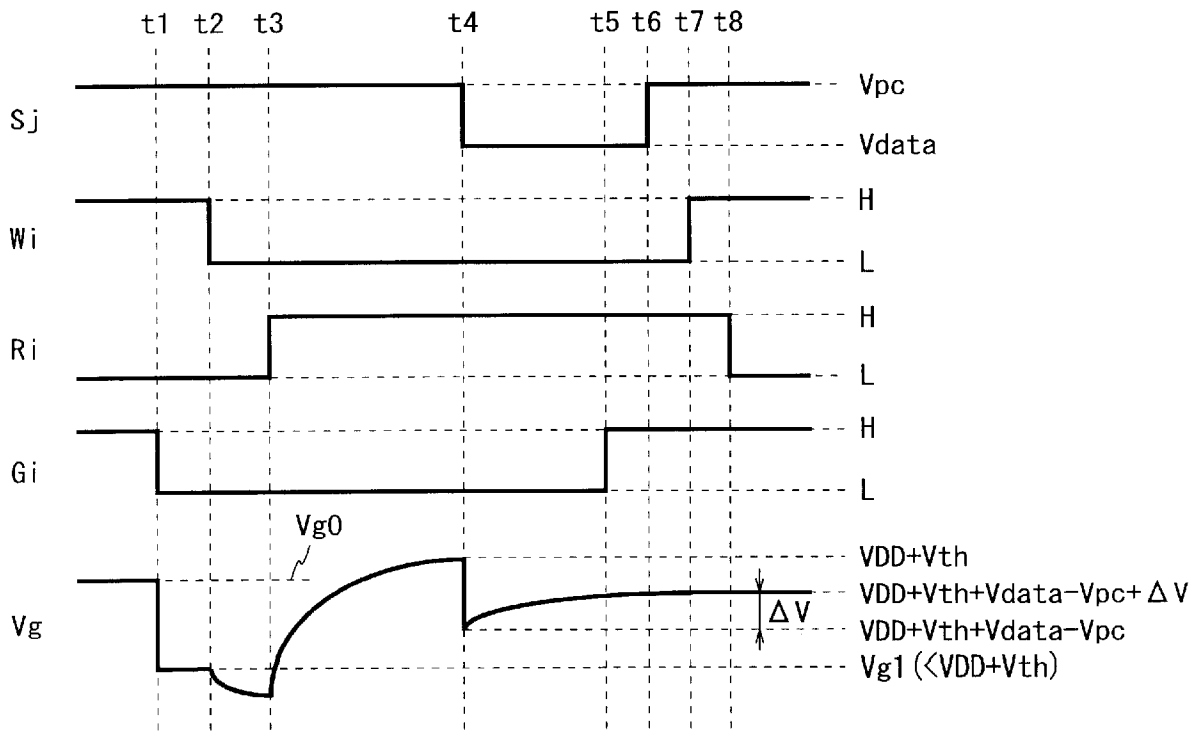 t1 t2 t3 t4 t5 t6 t7 t8
Sj
Vpc
Vdata
Wi
H
L
Ri
H
L
Gi
H
L
Vg
Vg0
VDD+Vth
VDD+Vth+Vdata-Vpc+ΔV
ΔV
VDD+Vth+Vdata-Vpc
Vg1(<VDD+Vth)